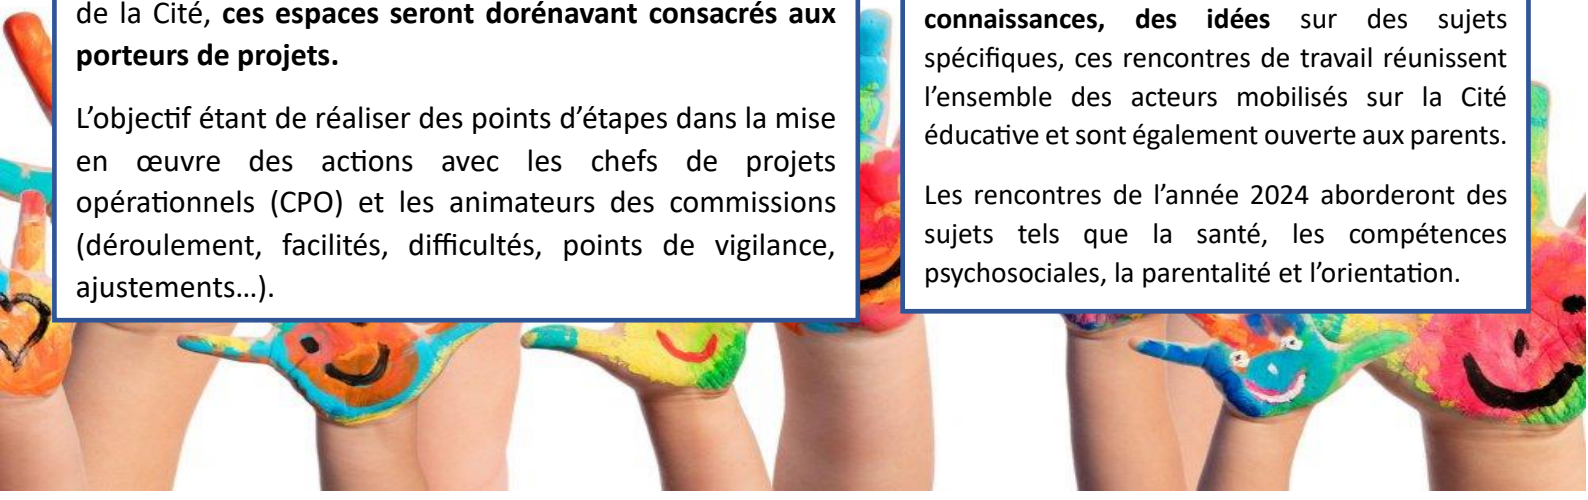 de la Cité, ces espaces seront dorénavant consacrés aux
porteurs de projets.
L’objectif étant de réaliser des points d’étapes dans la mise
en œuvre des actions avec les chefs de projets
opérationnels (CPO) et les animateurs des commissions
(déroulement, facilités, difficultés, points de vigilance,
ajustements…).
connaissances, des idées sur des sujets
spécifiques, ces rencontres de travail réunissent
l’ensemble des acteurs mobilisés sur la Cité
éducative et sont également ouverte aux parents.
Les rencontres de l’année 2024 aborderont des
sujets tels que la santé, les compétences
psychosociales, la parentalité et l’orientation.